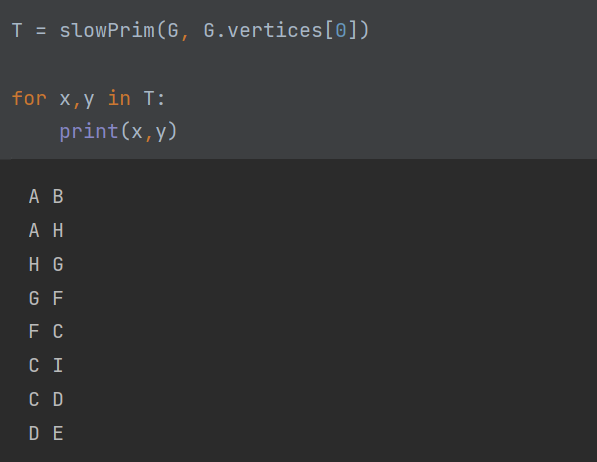 T = slowPrim(G, G.vertices[0])
for x,y in T:
    print(x,y)
A B
A H
H G
G F
F C
C I
C D
D E